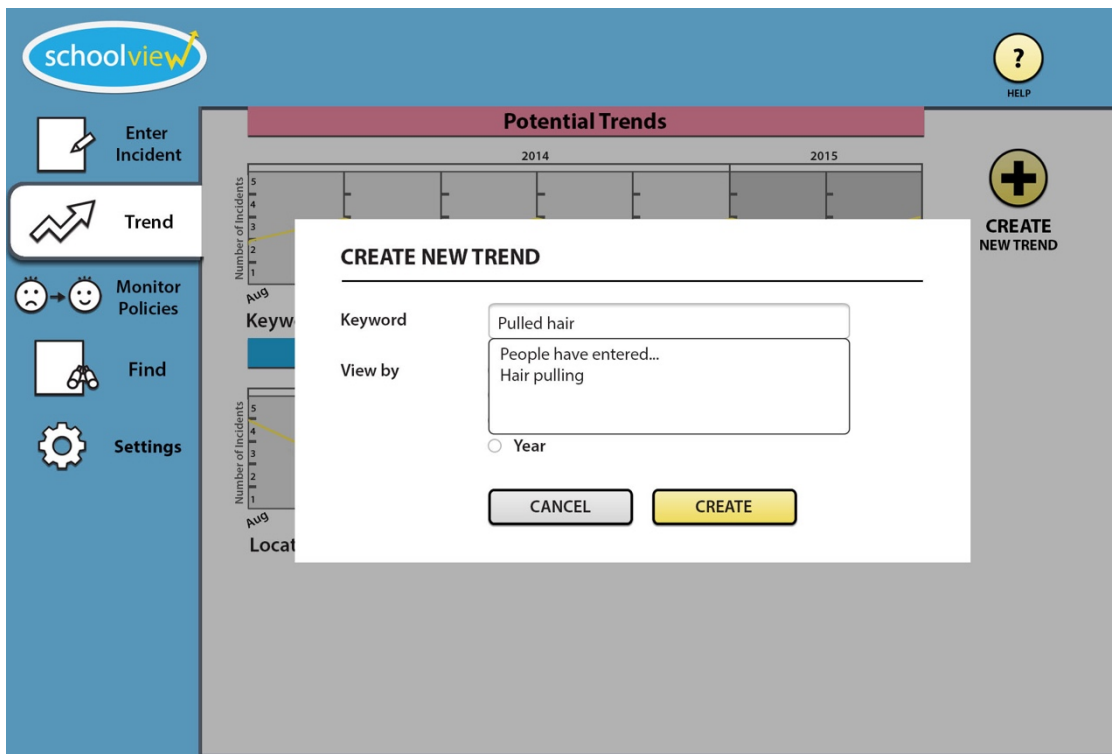 schoolview
?
HELP
Enter
Incident
Trend
Monitor
Policies
Find
Settings
Potential Trends
2014
2015
Number of Incidents
5
4
3
2
1
Aug
Keyw
CREATE
NEW TREND
CREATE NEW TREND
Keyword
Pulled hair
People have entered...
Hair pulling
View by
Year
CANCEL
CREATE
Number of Incidents
5
4
3
2
1
Aug
Locat